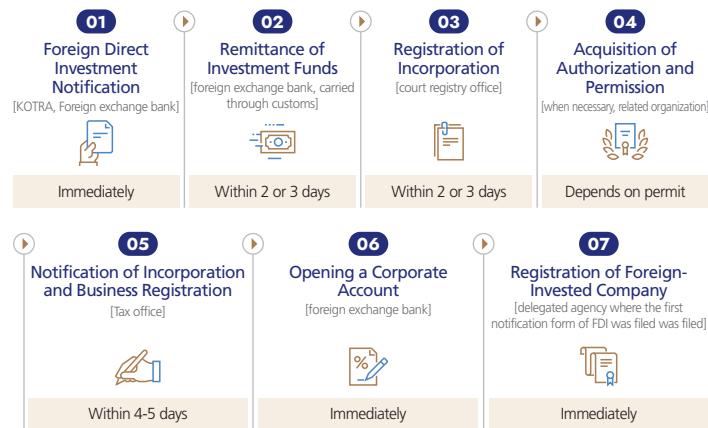 01
Foreign Direct
Investment
Notification
[KOTRA, Foreign exchange bank]
Immediately
02
Remittance of
Investment Funds
[foreign exchange bank, carried
through customs]
Within 2 or 3 days
03
Registration of
Incorporation
[court registry office]
Within 2 or 3 days
04
Acquisition of
Authorization and
Permission
[when necessary, related organization]
Depends on permit
05
Notification of Incorporation
and Business Registration
[Tax office]
Within 4-5 days
06
Opening a Corporate
Account
[foreign exchange bank]
%
Immediately
07
Registration of Foreign-
Invested Company
[delegated agency where the first
notification form of FDI was filed was filed]
Immediately